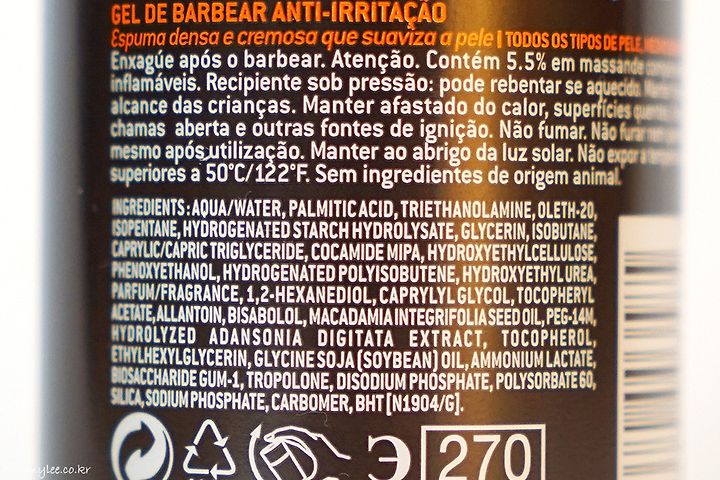 GEL DE BARBEAR ANTI-IRRITAÇÃO
Espuma densa e cremosa que suaviza a pele | TODOS OS TIPOS DE PELE,
Enxagúe após o barbear. Atenção. Contém 5.5% em massa de
inflamáveis. Recipiente sob pressão: pode rebentar se aquecido.
alcance das crianças. Manter afastado do calor, superfícies
chamas aberta e outras fontes de ignição. Não fumar. Não furar nem
mesmo após utilização. Manter ao abrigo da luz solar. Não expor a
superiores a 50°C/122°F. Sem ingredientes de origem animal.
INGREDIENTS: AQUA/WATER, PALMITIC ACID, TRIETHANOLAMINE, OLETH-20,
ISOPENTANE, HYDROGENATED STARCH HYDROLYSATE, GLYCERIN, ISOBUTANE,
CAPRYLIC/CAPRIC TRIGLYCERIDE, COCAMIDE MIPA, HYDROXYETHYLCELLULOSE,
PHENOXYETHANOL, HYDROGENATED POLYISOBUTENE, HYDROXYETHYL UREA,
PARFUM/FRAGRANCE, 1,2-HEXANEDIOL, CAPRYLYL GLYCOL, TOCOPHERYL
ACETATE, ALLANTOIN, BISABOLOL, MACADAMIA INTEGRIFOLIA SEED OIL, PEG-14M,
HYDROLYZED ADANSONIA DIGITATA EXTRACT, TOCOPHEROL,
ETHYLHEXYLGLYCERIN, GLYCINE SOJA (SOYBEAN) OIL, AMMONIUM LACTATE,
BIOSACCHARIDE GUM-1, TROPOLONE, DISODIUM PHOSPHATE, POLYSORBATE 60,
SILICA, SODIUM PHOSPHATE, CARBOMER, BHT [N1904/G].
270